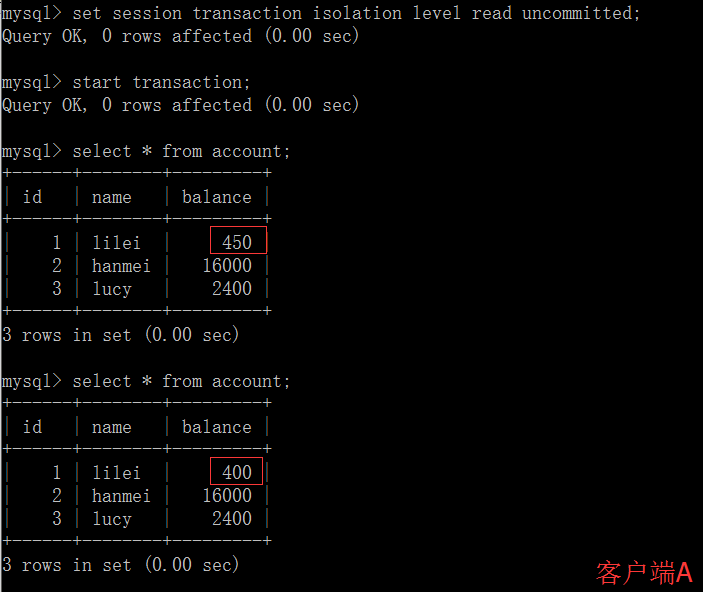 mysql> set session transaction isolation level read uncommitted;
Query OK, 0 rows affected (0.00 sec)
mysql> start transaction;
Query OK, 0 rows affected (0.00 sec)
mysql> select * from account;
+------+--------+---------+
| id   | name   | balance |
+------+--------+---------+
|    1 | lilei  |     450 |
|    2 | hanmei |   16000 |
|    3 | lucy   |    2400 |
+------+--------+---------+
3 rows in set (0.00 sec)
mysql> select * from account;
+------+--------+---------+
| id   | name   | balance |
+------+--------+---------+
|    1 | lilei  |     400 |
|    2 | hanmei |   16000 |
|    3 | lucy   |    2400 |
+------+--------+---------+
3 rows in set (0.00 sec)
客户端A